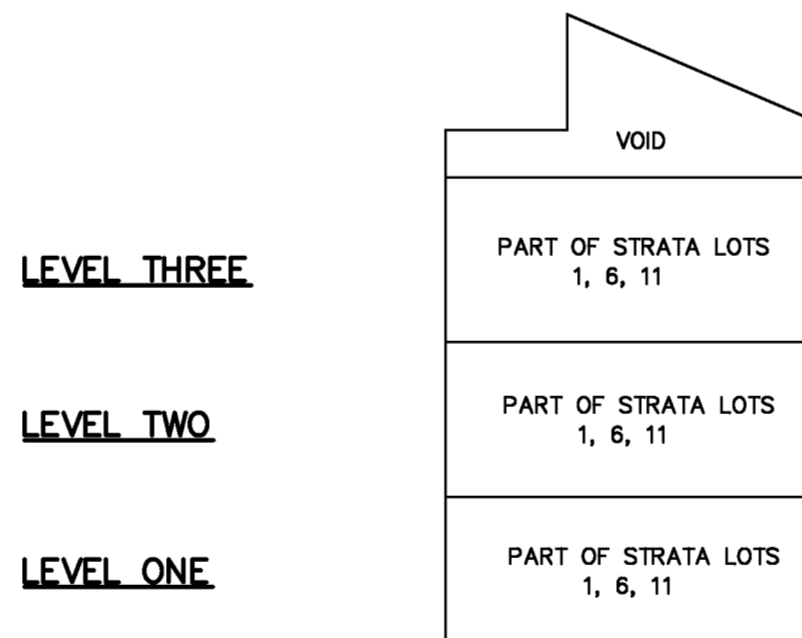 VOID
LEVEL THREE
PART OF STRATA LOTS
1, 6, 11
LEVEL TWO
PART OF STRATA LOTS
1, 6, 11
LEVEL ONE
PART OF STRATA LOTS
1, 6, 11